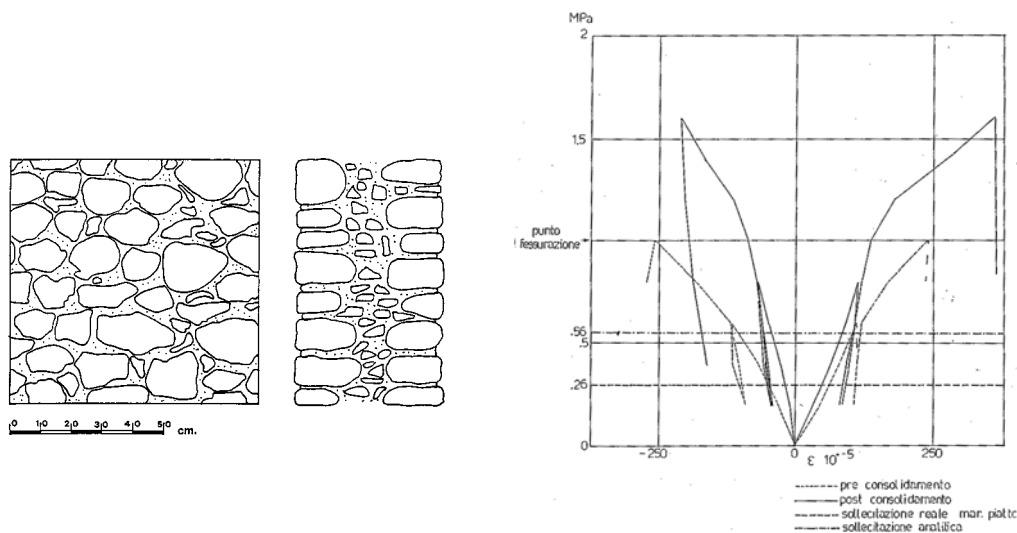 0 10 20 30 40 50 cm.
MPa
2
1,5
punto
fessurazione
.56
.5
.26
0
-250
0
250
ε 10⁻⁵
pre consolidamento
post consolidamento
sollecitazione reale mar. piatto
sollecitazione analitica